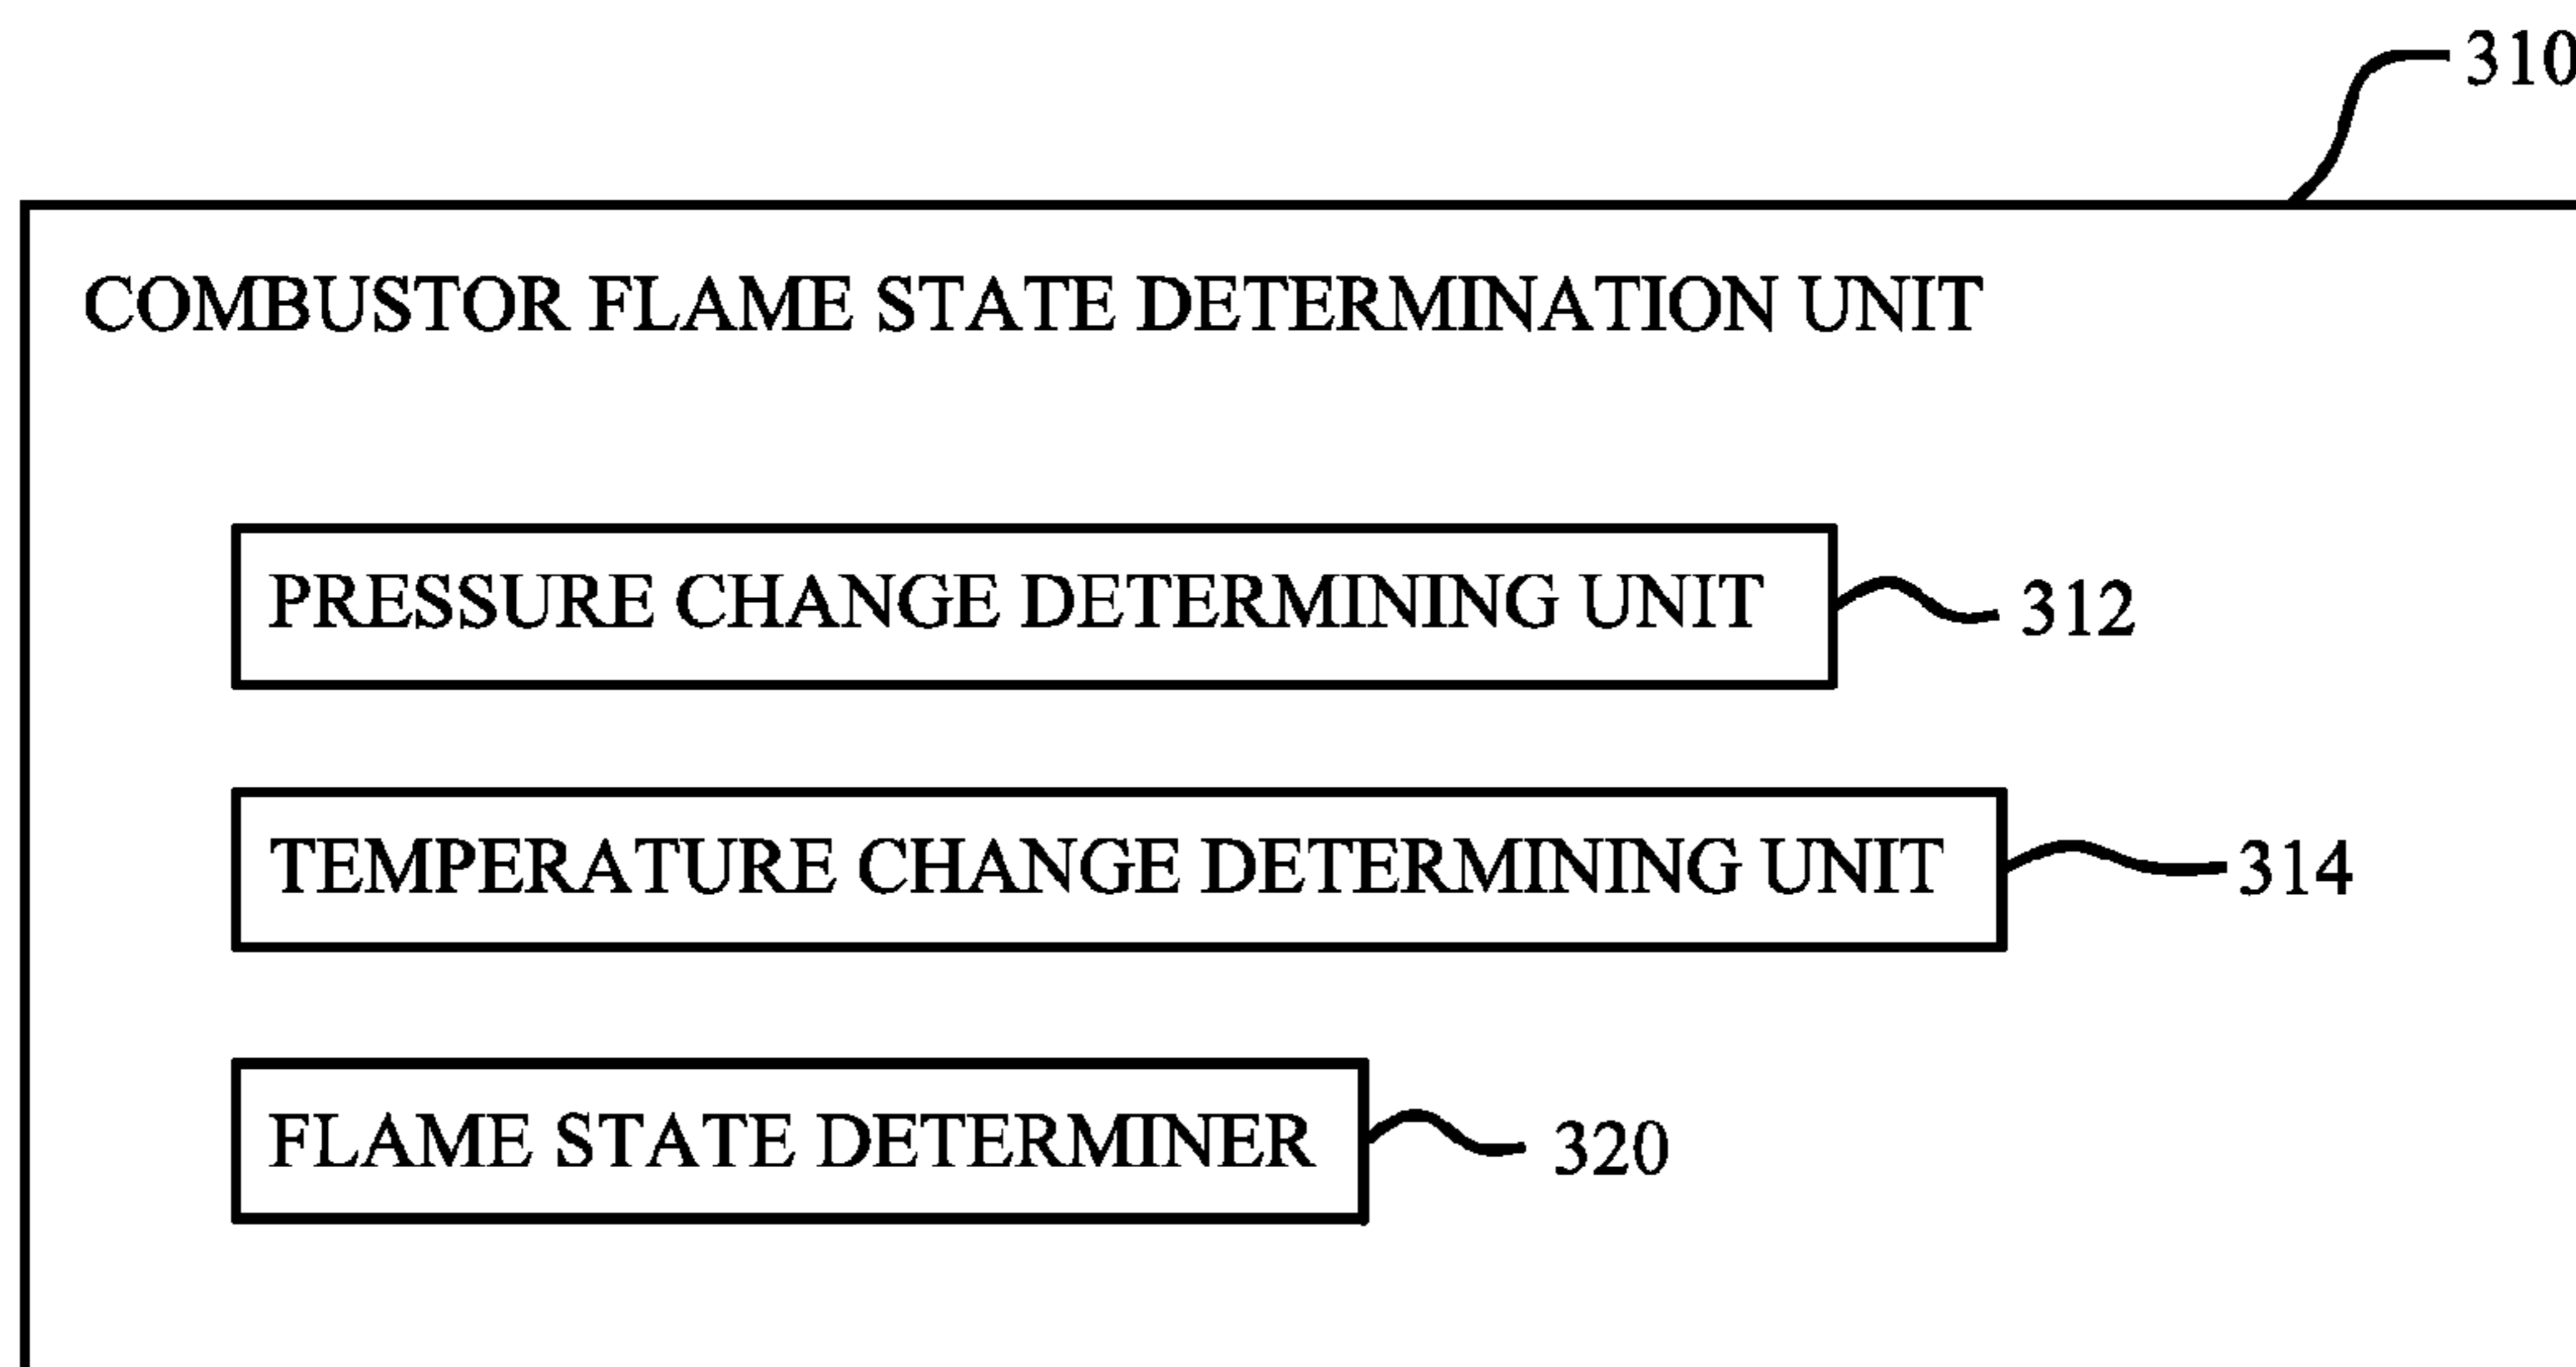 310
COMBUSTOR FLAME STATE DETERMINATION UNIT
PRESSURE CHANGE DETERMINING UNIT
312
TEMPERATURE CHANGE DETERMINING UNIT
314
FLAME STATE DETERMINER
320